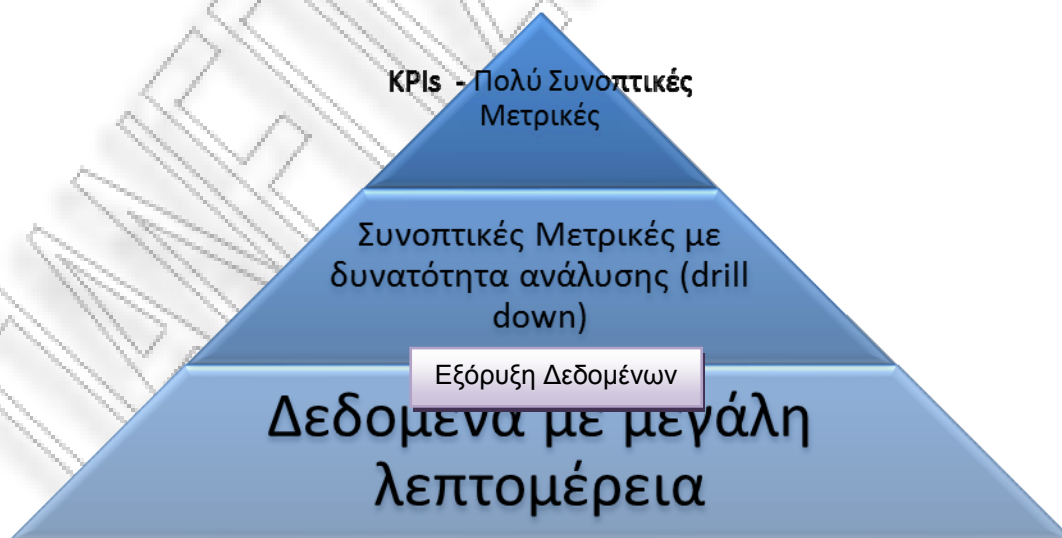 KPIs - Πολύ Συνοπτικές
Μετρικές
Συνοπτικές Μετρικές με
δυνατότητα ανάλυσης (drill
down)
Εξόρυξη Δεδομένων
Δεδομένα με μεγάλη
λεπτομέρεια